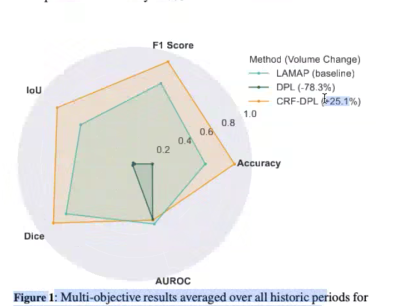 F1 Score
Method (Volume Change)
LAMAP (baseline)
DPL (-78.3%)
CRF-DPL (+25.1%)
IoU
1.0
0.8
0.6
0.4
0.2
Accuracy
Dice
AUROC
Figure 1: Multi-objective results averaged over all historic periods for